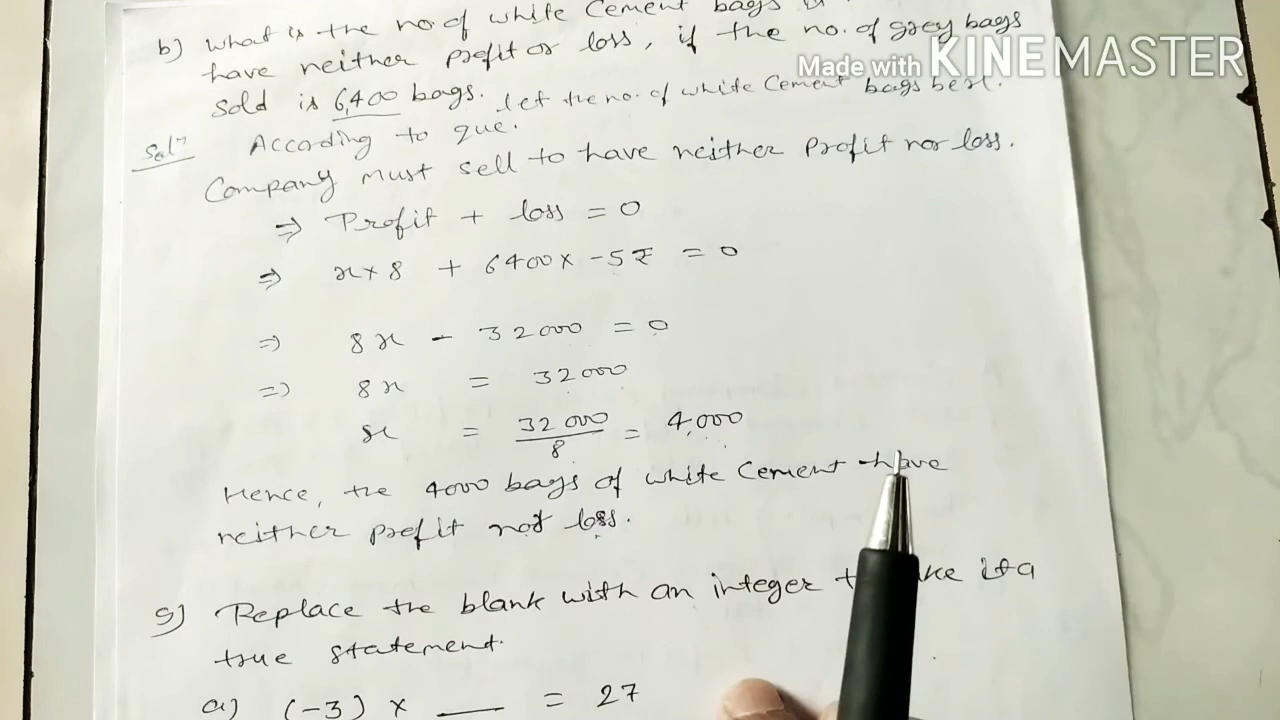 b) What is the no. of white Cement bags
have neither profit or loss, if the no. of grey bags
Made with KINEMASTER
sold is 6,400 bags. let the no. of white Cement bags be x.
Solⁿ According to que.
Company must sell to have neither profit nor loss.
⇒ Profit + loss = 0
⇒ x × 8 + 6400 × -5₹ = 0
⇒ 8x - 32000 = 0
⇒ 8x = 32000
x = 32000/8 = 4,000
Hence, the 4000 bags of white Cement have
neither profit nor loss.
9) Replace the blank with an integer it a
true statement.
a) (-3) × ___ = 27